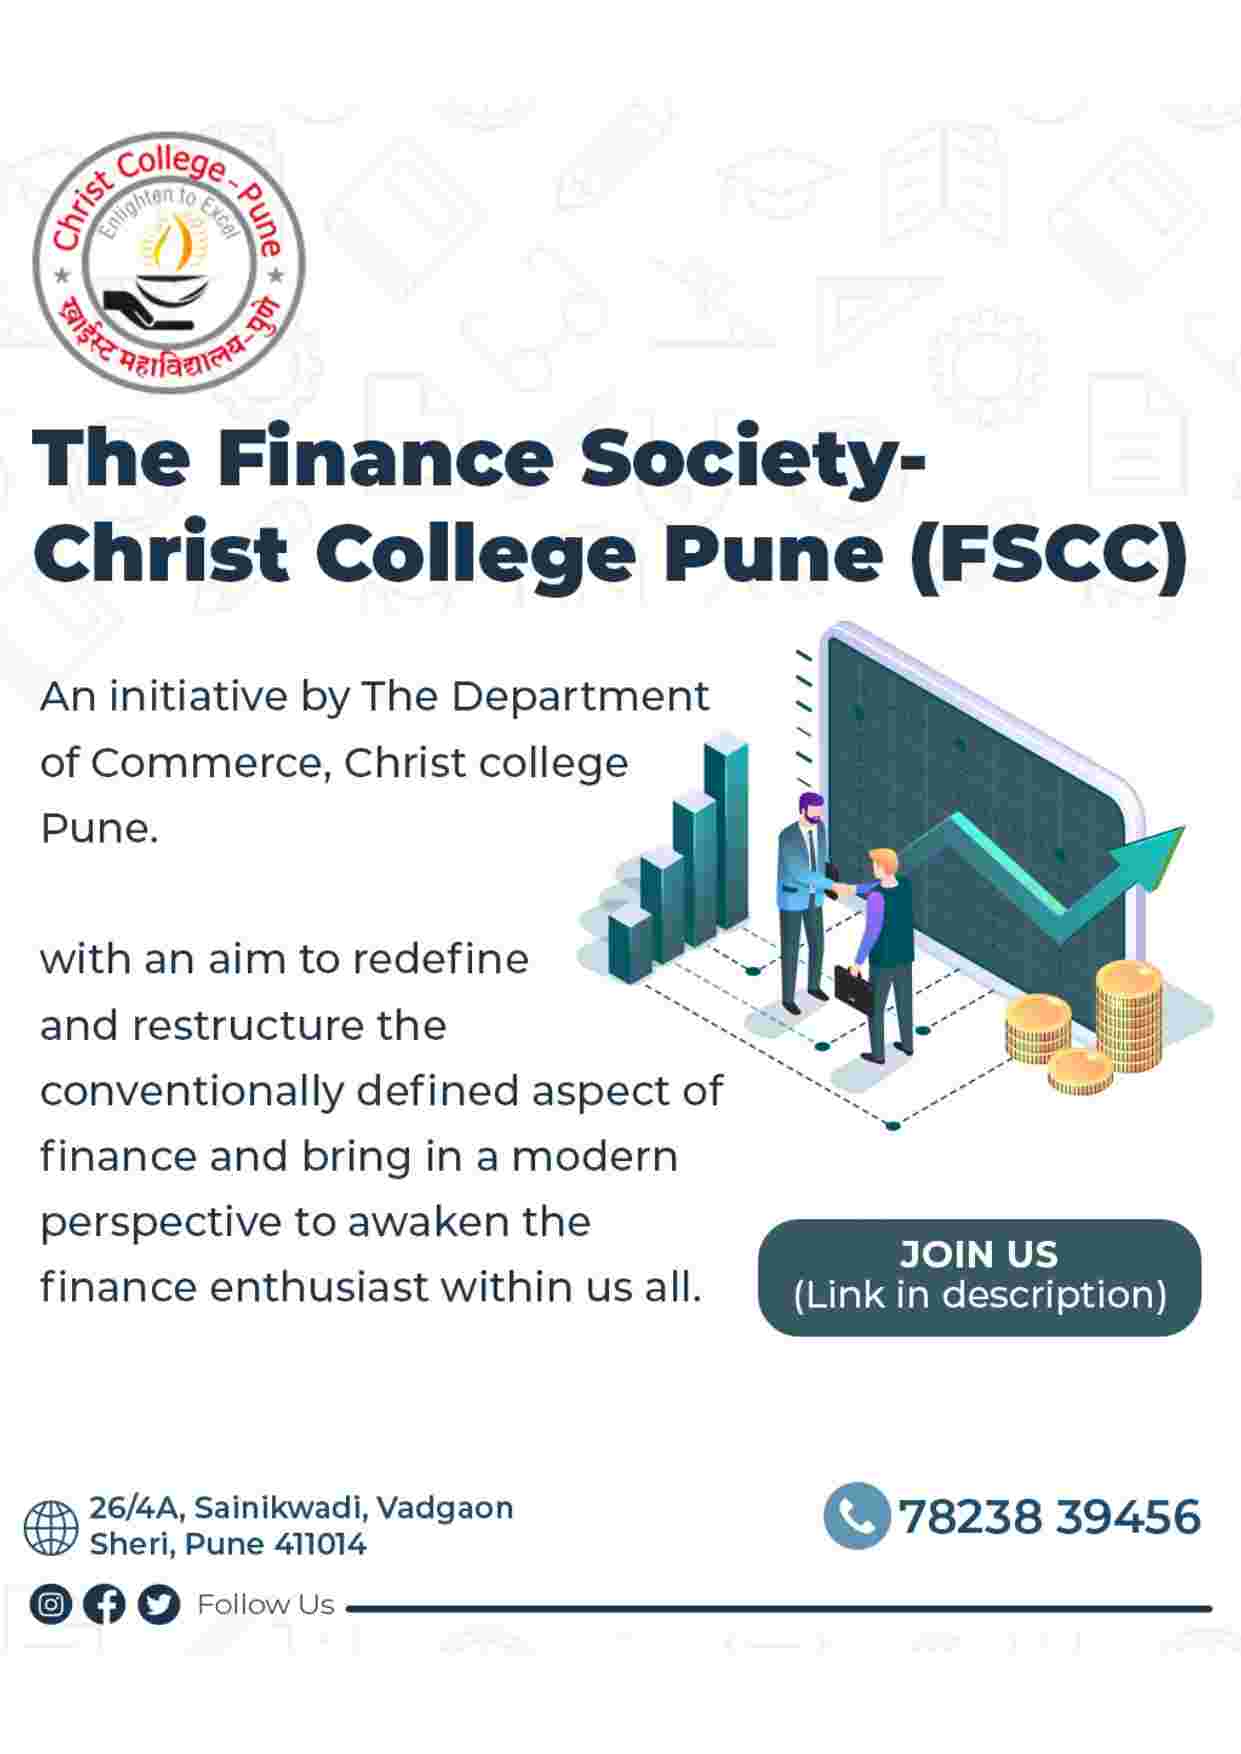 Christ College - Pune
Enlighten to Excel
ख्राईस्ट महाविद्यालय - पुणे
The Finance Society-
Christ College Pune (FSCC)
An initiative by The Department
of Commerce, Christ college
Pune.
with an aim to redefine
and restructure the
conventionally defined aspect of
finance and bring in a modern
perspective to awaken the
finance enthusiast within us all.
JOIN US
(Link in description)
26/4A, Sainikwadi, Vadgaon
Sheri, Pune 411014
78238 39456
Follow Us